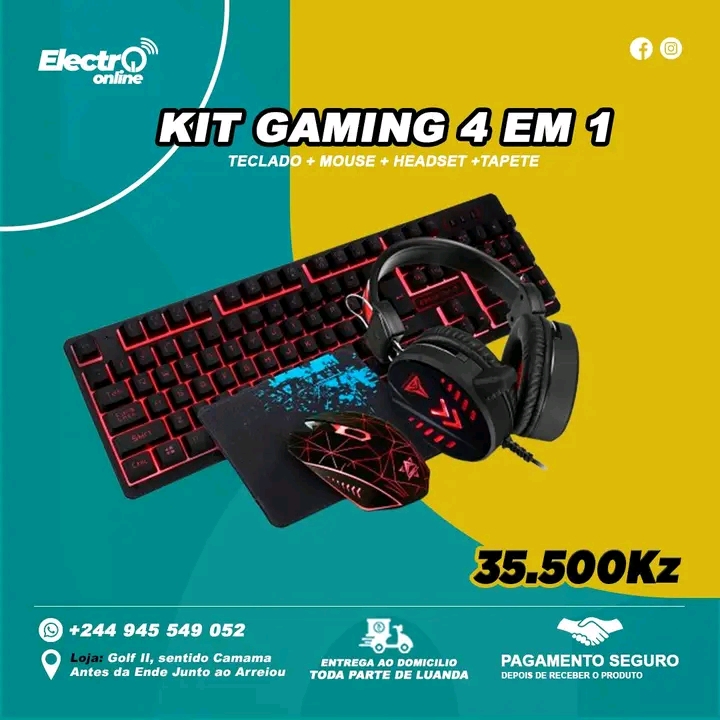 ElectrO
online
KIT GAMING 4 EM 1
TECLADO + MOUSE + HEADSET +TAPETE
35.500Kz
+244 945 549 052
Loja: Golf II, sentido Camama
Antes da Ende Junto ao Arreiou
ENTREGA AO DOMICILIO
TODA PARTE DE LUANDA
PAGAMENTO SEGURO
DEPOIS DE RECEBER O PRODUTO